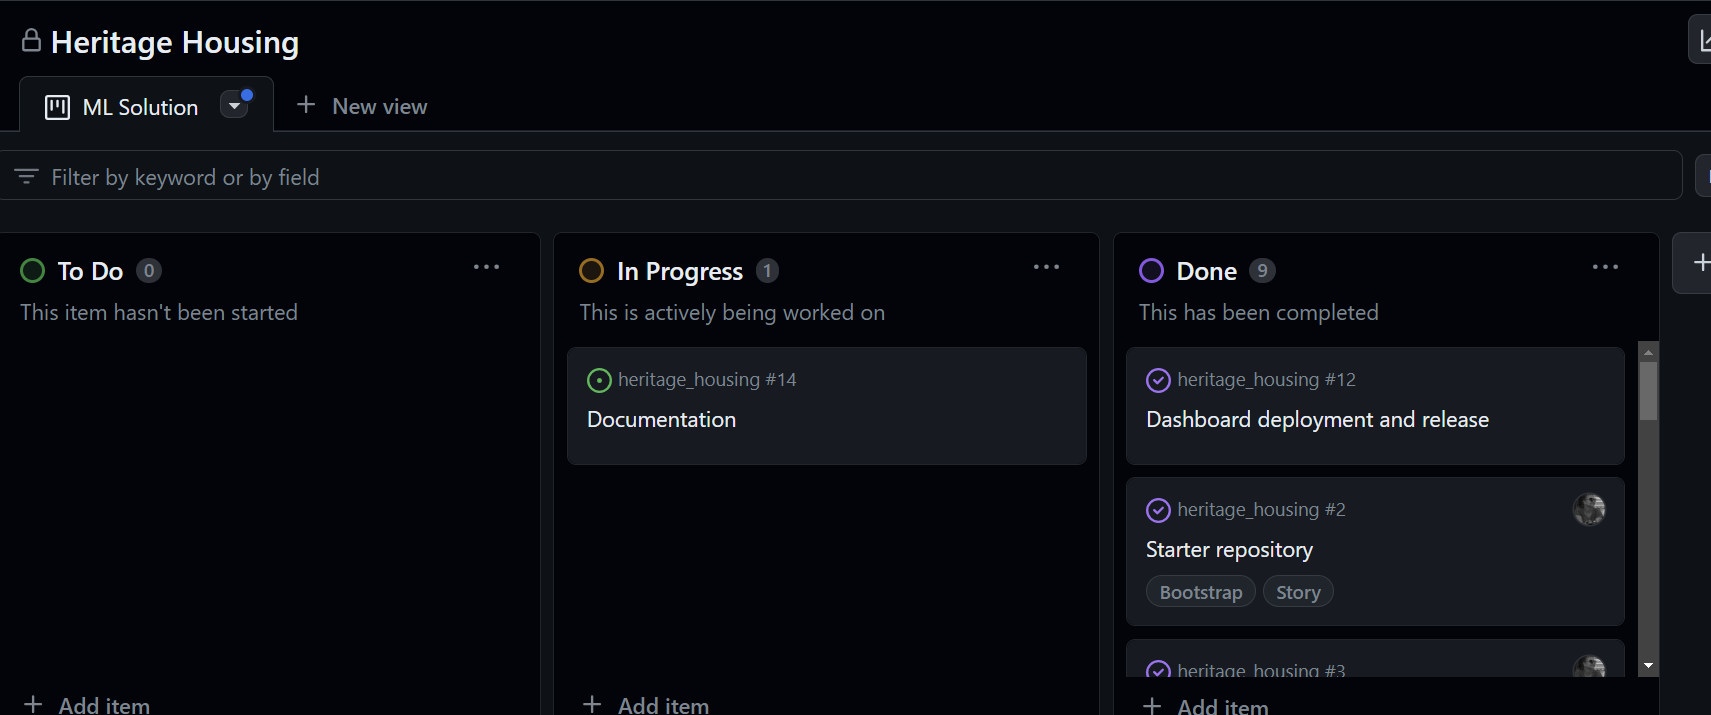 Heritage Housing
ML Solution
New view
Filter by keyword or by field
To Do 0
This item hasn't been started
Add item
In Progress 1
This is actively being worked on
heritage_housing #14
Documentation
Add item
Done 9
This has been completed
heritage_housing #12
Dashboard deployment and release
heritage_housing #2
Starter repository
Bootstrap Story
heritage_housing #3
Add item